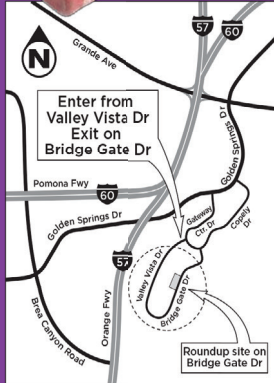 57
60
N
Grande Ave
Enter from
Valley Vista Dr
Exit on
Bridge Gate Dr
Golden Springs Dr
Pomona Fwy
60
Gateway
Ctr. Dr
Copely
Dr
Golden Springs Dr
57
Valley Vista Dr
Bridge Gate Dr
Brea Canyon Road
Orange Fwy
Roundup site on
Bridge Gate Dr